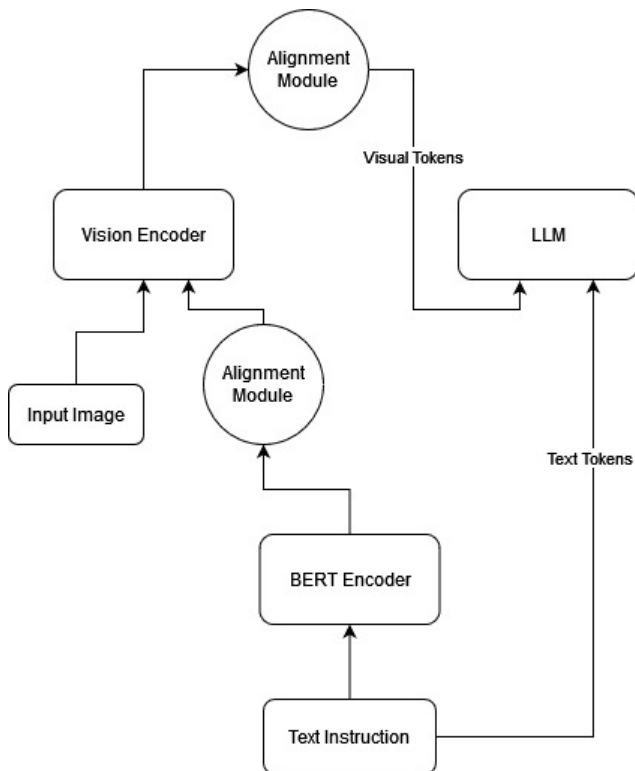 Alignment
Module
Visual Tokens
Vision Encoder
LLM
Alignment
Module
Input Image
Text Tokens
BERT Encoder
Text Instruction